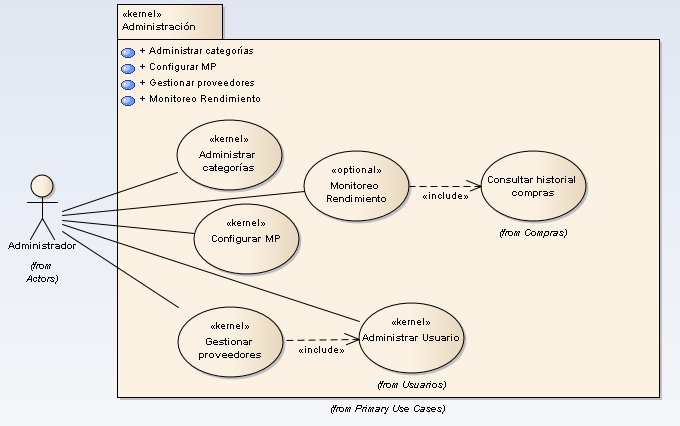 «kernel»
Administración
+ Administrar categorías
+ Configurar MP
+ Gestionar proveedores
+ Monitoreo Rendimiento
«kernel»
Administrar
categorías
«optional»
Monitoreo
Rendimiento
«include»
Consultar historial
compras
(from Compras)
«kernel»
Configurar MP
Administrador
(from
Actors)
«kernel»
Gestionar
proveedores
«include»
«kernel»
Administrar Usuario
(from Usuarios)
(from Primary Use Cases)